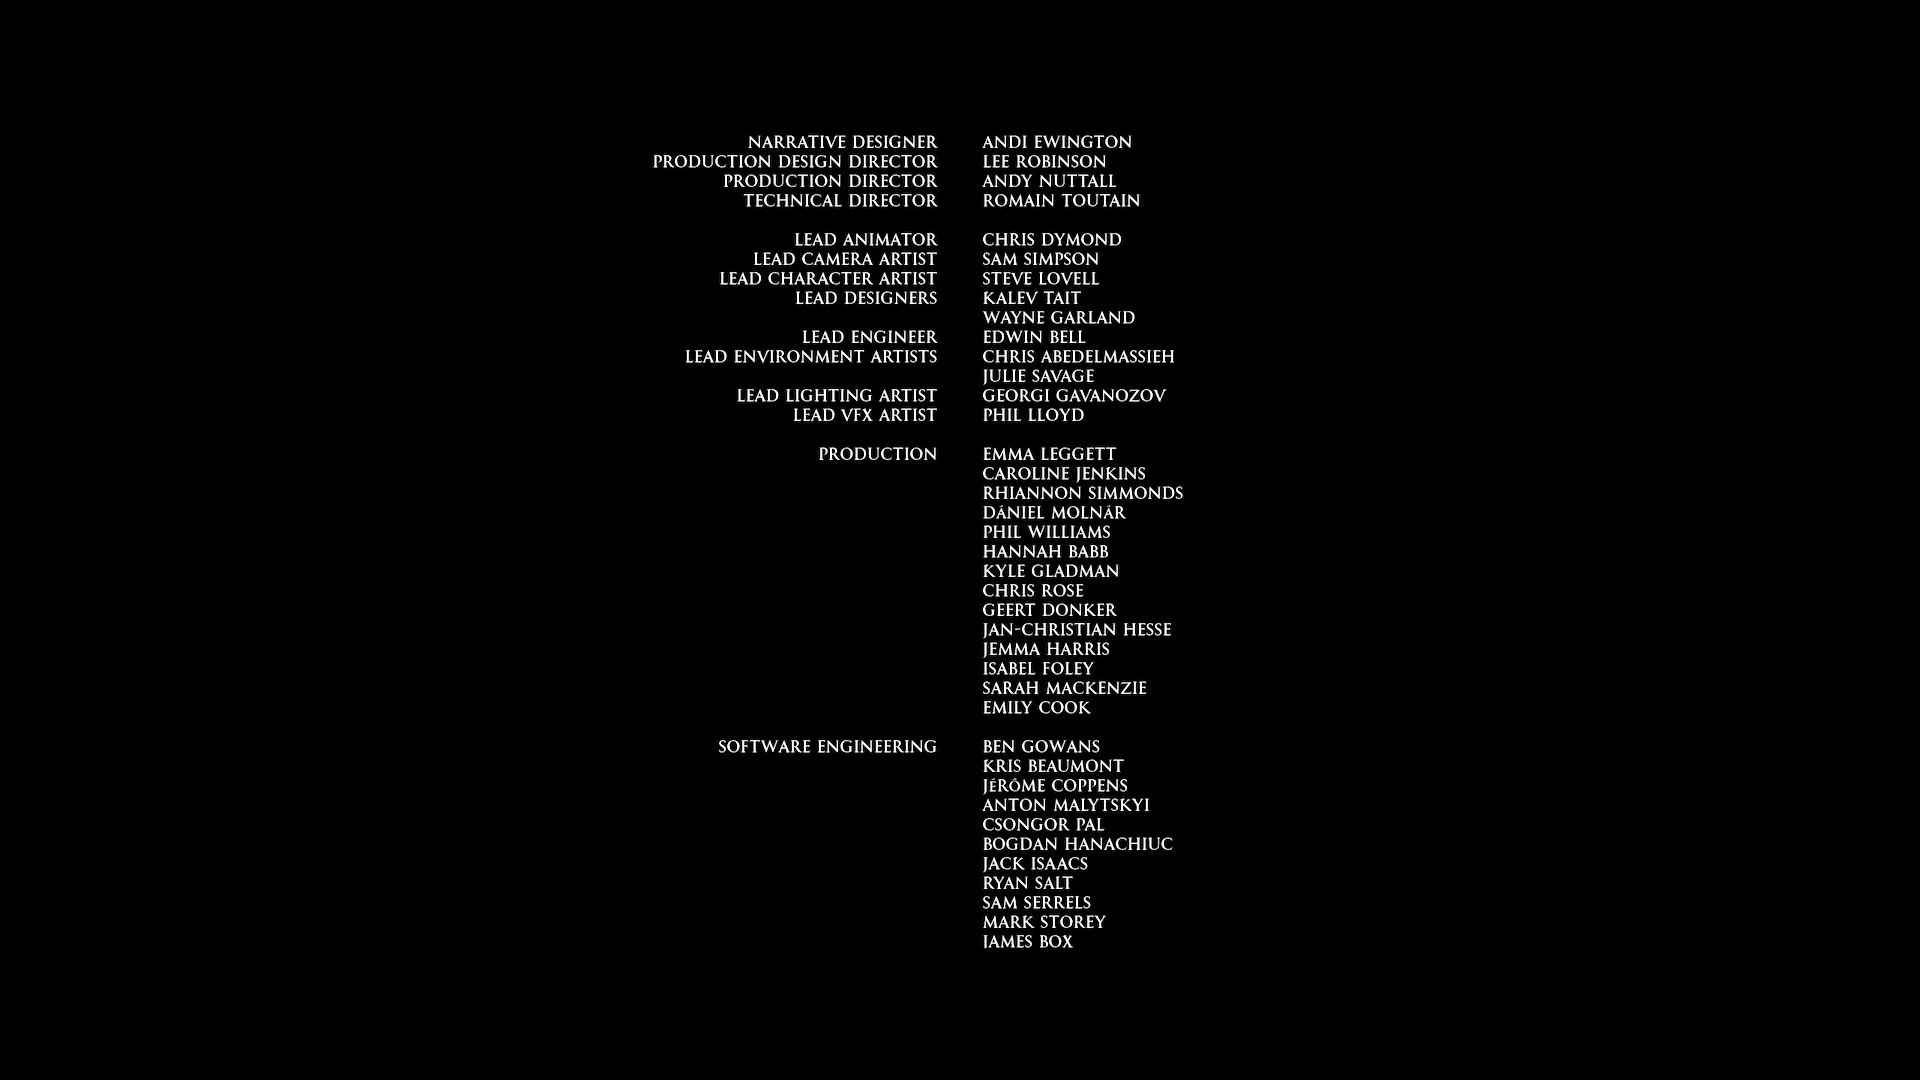 NARRATIVE DESIGNER ANDI EWINGTON
PRODUCTION DESIGN DIRECTOR LEE ROBINSON
PRODUCTION DIRECTOR ANDY NUTTALL
TECHNICAL DIRECTOR ROMAIN TOUTAIN
LEAD ANIMATOR CHRIS DYMOND
LEAD CAMERA ARTIST SAM SIMPSON
LEAD CHARACTER ARTIST STEVE LOVELL
LEAD DESIGNERS KALEV TAIT
WAYNE GARLAND
LEAD ENGINEER EDWIN BELL
LEAD ENVIRONMENT ARTISTS CHRIS ABEDELMASSIEH
JULIE SAVAGE
LEAD LIGHTING ARTIST GEORGI GAVANOZOV
LEAD VFX ARTIST PHIL LLOYD
PRODUCTION EMMA LEGGETT
CAROLINE JENKINS
RHIANNON SIMMONDS
DÁNIEL MOLNÁR
PHIL WILLIAMS
HANNAH BABB
KYLE GLADMAN
CHRIS ROSE
GEERT DONKER
JAN-CHRISTIAN HESSE
JEMMA HARRIS
ISABEL FOLEY
SARAH MACKENZIE
EMILY COOK
SOFTWARE ENGINEERING BEN GOWANS
KRIS BEAUMONT
JÉRÔME COPPENS
ANTON MALYTSKYI
CSONGOR PAL
BOGDAN HANACHIUC
JACK ISAACS
RYAN SALT
SAM SERRELS
MARK STOREY
JAMES BOX